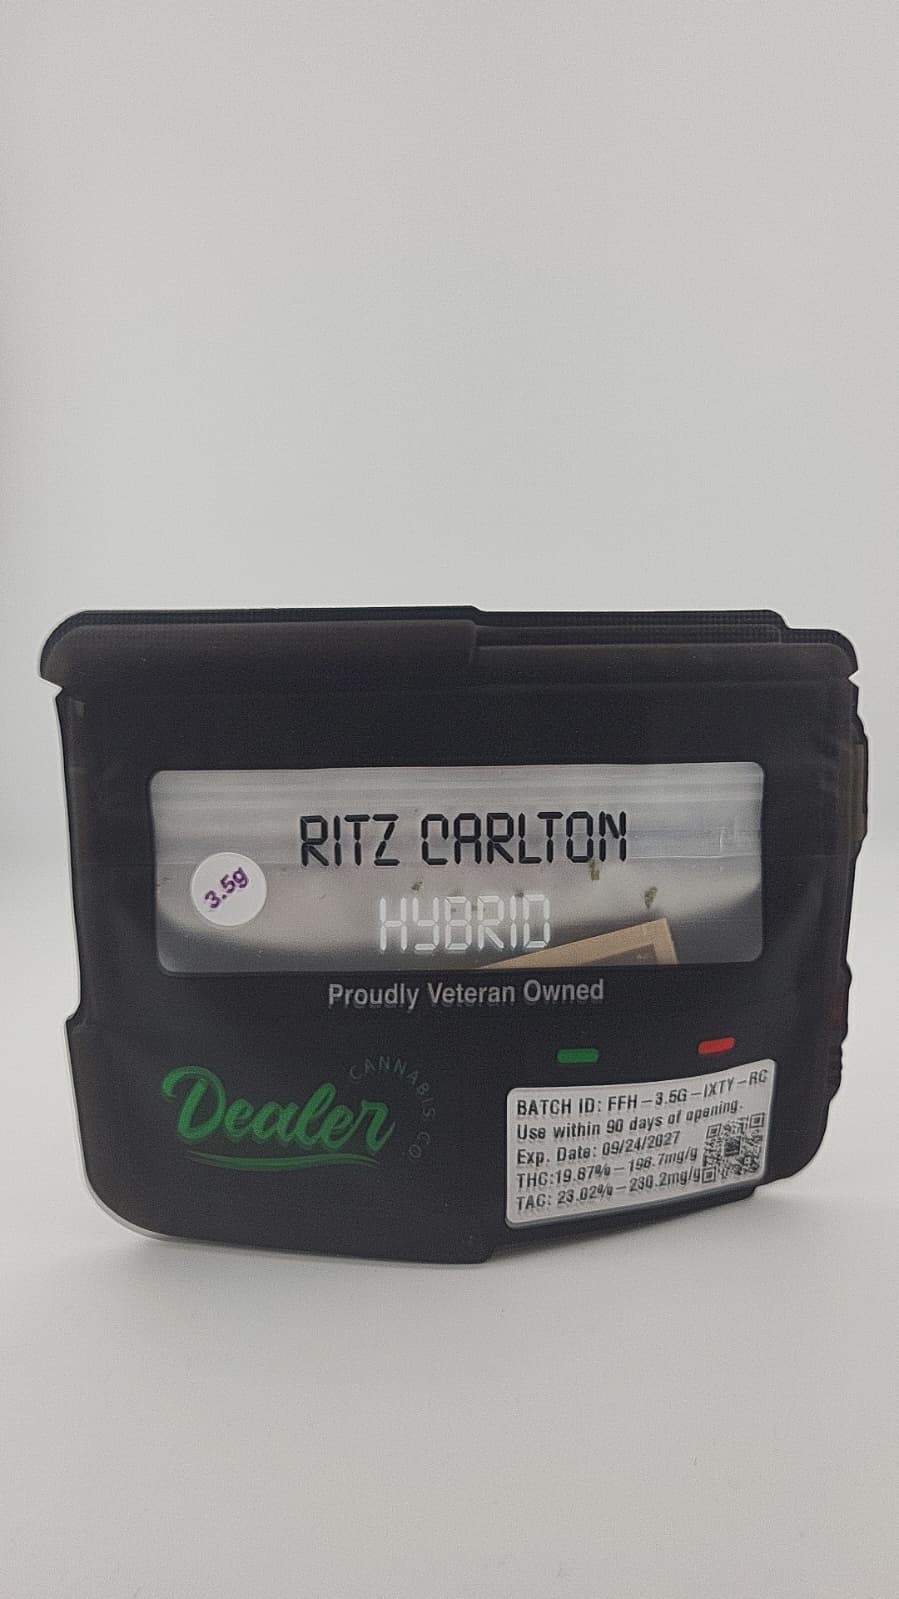 RITZ CARLTON
3.5g
HYBRID
Proudly Veteran Owned
Dealer
CANNABIS CO
BATCH ID: FFH-3.5G-IXTY-RC
Use within 90 days of opening.
Exp. Date: 09/24/2027
THC:19.87%-198.7mg/g
TAC: 23.02%-230.2mg/g